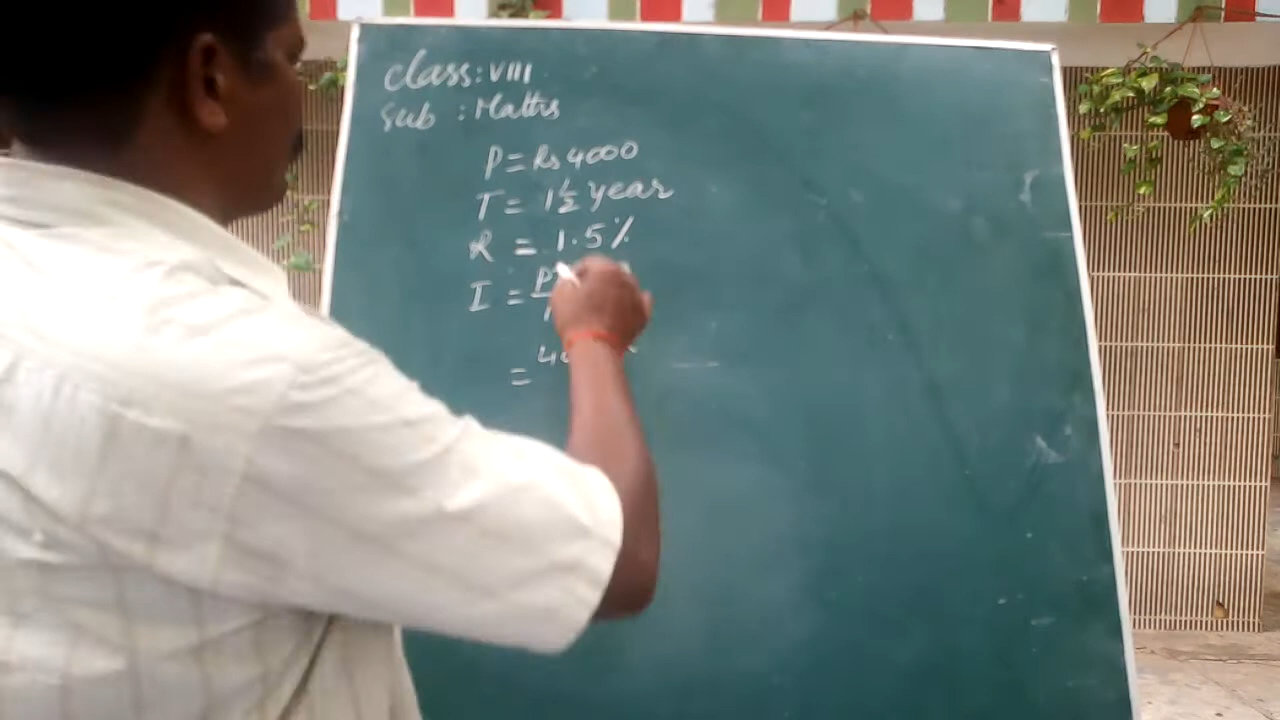 Class: VIII
Sub : Maths
P = Rs 4000
T = 1½ year
R = 1.5%
I = P
=